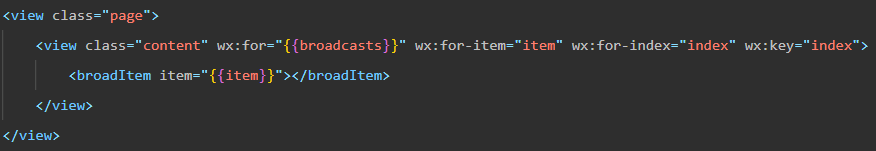 <view class="page">
<view class="content" wx:for="{{broadcasts}}" wx:for-item="item" wx:for-index="index" wx:key="index">
<broadItem item="{{item}}"></broadItem>
</view>
</view>